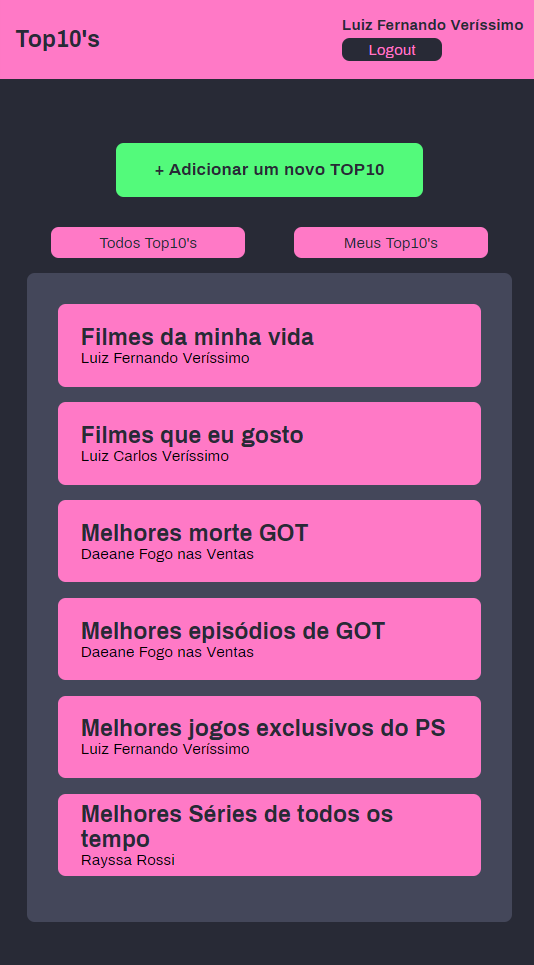 Top10's
Luiz Fernando Veríssimo
Logout
+ Adicionar um novo TOP10
Todos Top10's
Meus Top10's
Filmes da minha vida
Luiz Fernando Veríssimo
Filmes que eu gosto
Luiz Carlos Veríssimo
Melhores morte GOT
Daeane Fogo nas Ventas
Melhores episódios de GOT
Daeane Fogo nas Ventas
Melhores jogos exclusivos do PS
Luiz Fernando Veríssimo
Melhores Séries de todos os
tempo
Rayssa Rossi